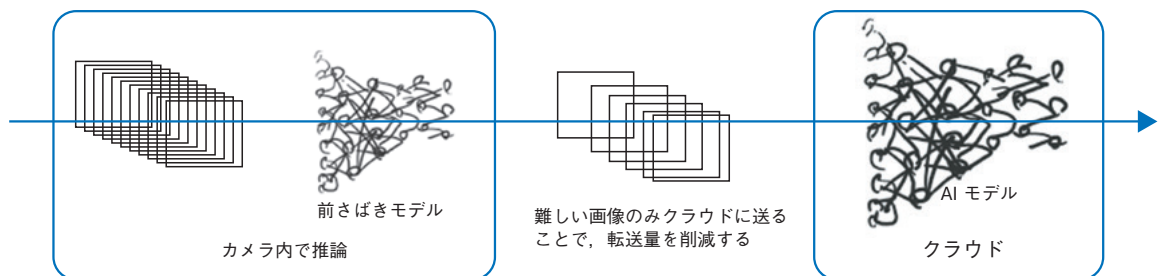 前さばきモデル
カメラ内で推論
難しい画像のみクラウドに送る
ことで，転送量を削減する
AI モデル
クラウド